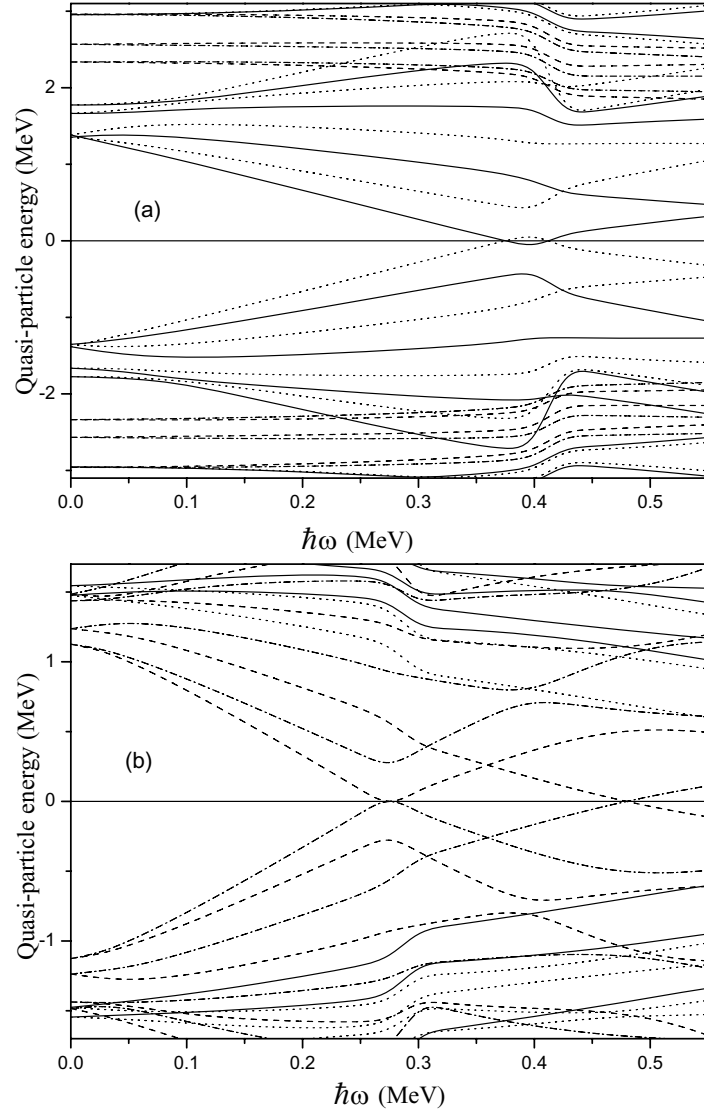 2
0
-2
Quasi-particle energy (MeV)
(a)
0.0 0.1 0.2 0.3 0.4 0.5
ℏω (MeV)
1
0
-1
Quasi-particle energy (MeV)
(b)
0.0 0.1 0.2 0.3 0.4 0.5
ℏω (MeV)